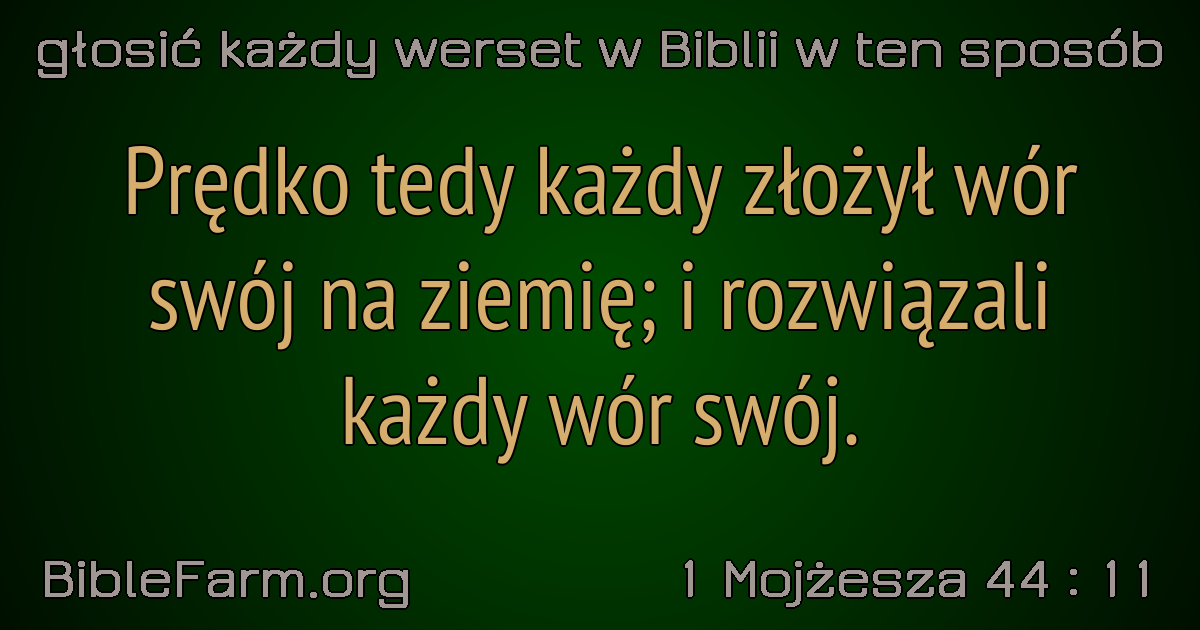 głosić każdy werset w Biblii w ten sposób
Prędko tedy każdy złożył wór
swój na ziemię; i rozwiązali
każdy wór swój.
BibleFarm.org
1 Mojżesza 44 : 11